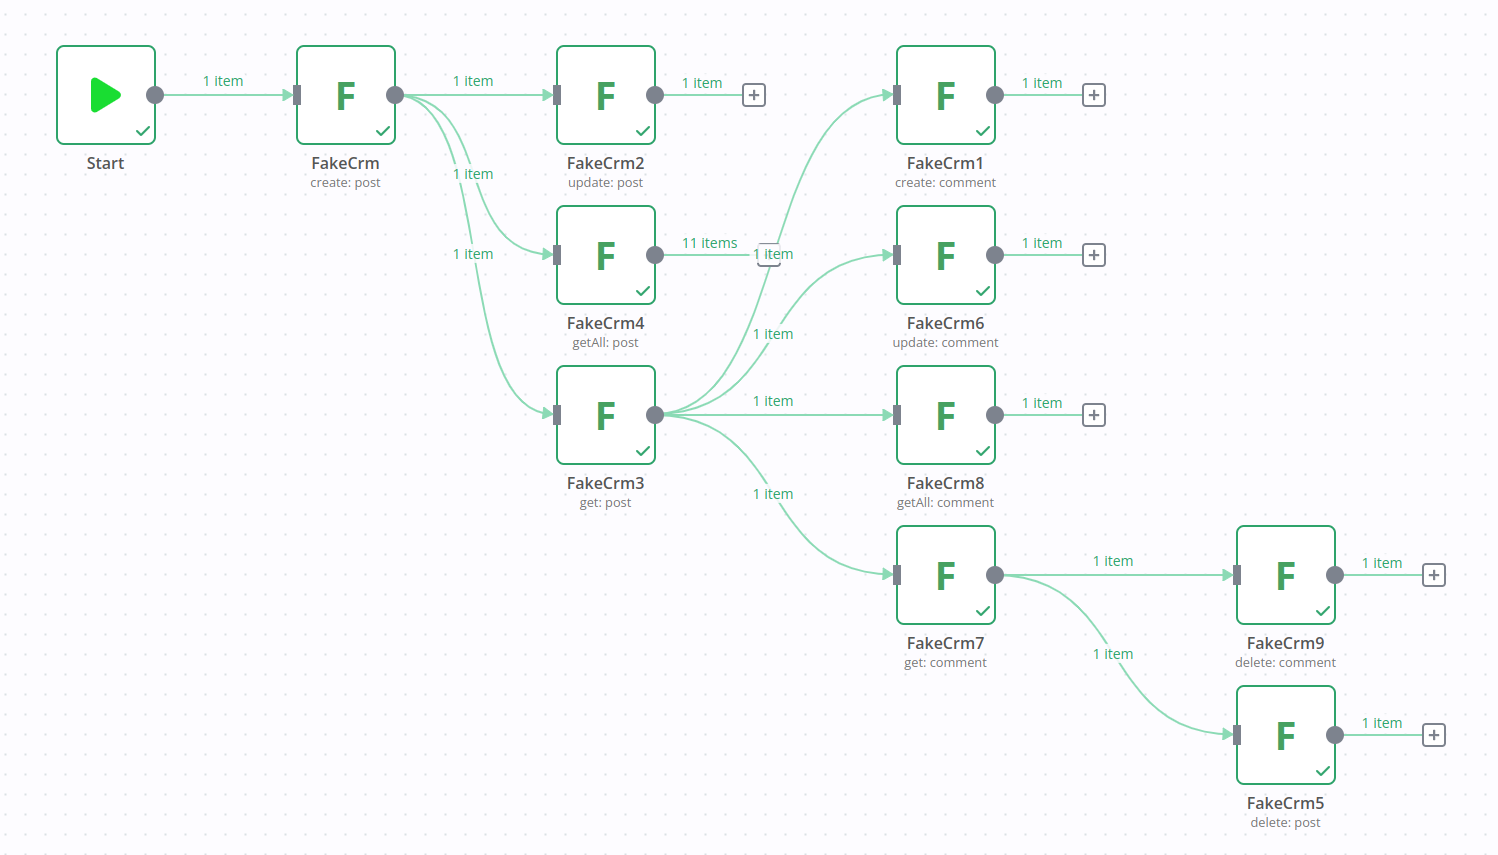 1 item
1 item
1 item
1 item
F
F
F
Start
FakeCrm
create: post
FakeCrm2
update: post
FakeCrm1
create: comment
1 item
1 item
11 items
1 item
1 item
F
F
FakeCrm4
getAll: post
1 item
FakeCrm6
update: comment
1 item
1 item
F
F
FakeCrm3
get: post
1 item
FakeCrm8
getAll: comment
1 item
1 item
F
F
FakeCrm7
get: comment
1 item
FakeCrm9
delete: comment
1 item
F
FakeCrm5
delete: post